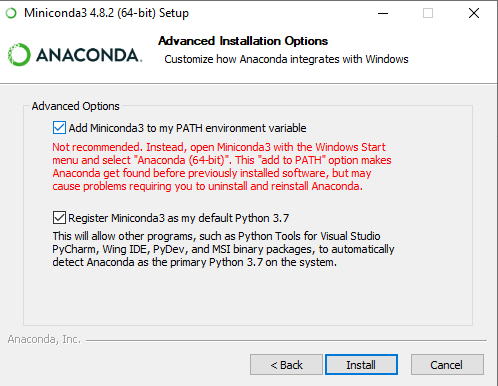 Miniconda3 4.8.2 (64-bit) Setup
ANACONDA.
Advanced Installation Options
Customize how Anaconda integrates with Windows
Advanced Options
Add Miniconda3 to my PATH environment variable
Not recommended. Instead, open Miniconda3 with the Windows Start
menu and select "Anaconda (64-bit)". This "add to PATH" option makes
Anaconda get found before previously installed software, but may
cause problems requiring you to uninstall and reinstall Anaconda.
Register Miniconda3 as my default Python 3.7
This will allow other programs, such as Python Tools for Visual Studio
PyCharm, Wing IDE, PyDev, and MSI binary packages, to automatically
detect Anaconda as the primary Python 3.7 on the system.
Anaconda, Inc.
< Back
Install
Cancel